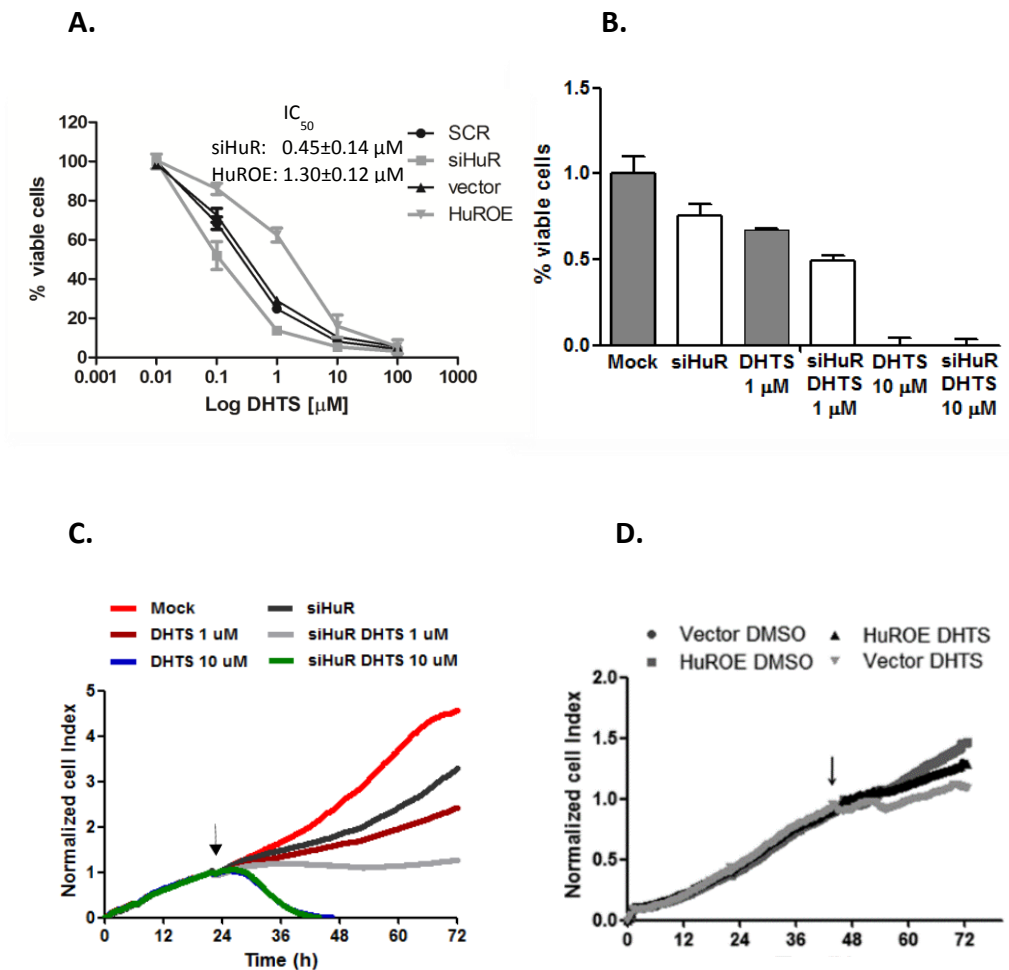 A.
IC50
siHuR: 0.45±0.14 µM
HuROE: 1.30±0.12 µM
SCR
siHuR
vector
HuROE
120
100
80
60
40
20
0
% viable cells
0.001 0.01 0.1 1 10 100 1000
Log DHTS [µM]
B.
1.5
1.0
0.5
0.0
% viable cells
Mock siHuR DHTS siHuR DHTS siHuR
1 µM DHTS 10 µM DHTS
1 µM 10 µM
C.
Mock siHuR
DHTS 1 uM siHuR DHTS 1 uM
DHTS 10 uM siHuR DHTS 10 uM
5
4
3
2
1
0
Normalized cell Index
0 12 24 36 48 60 72
Time (h)
D.
Vector DMSO HuROE DHTS
HuROE DMSO Vector DHTS
2.0
1.5
1.0
0.5
0.0
Normalized cell Index
0 12 24 36 48 60 72